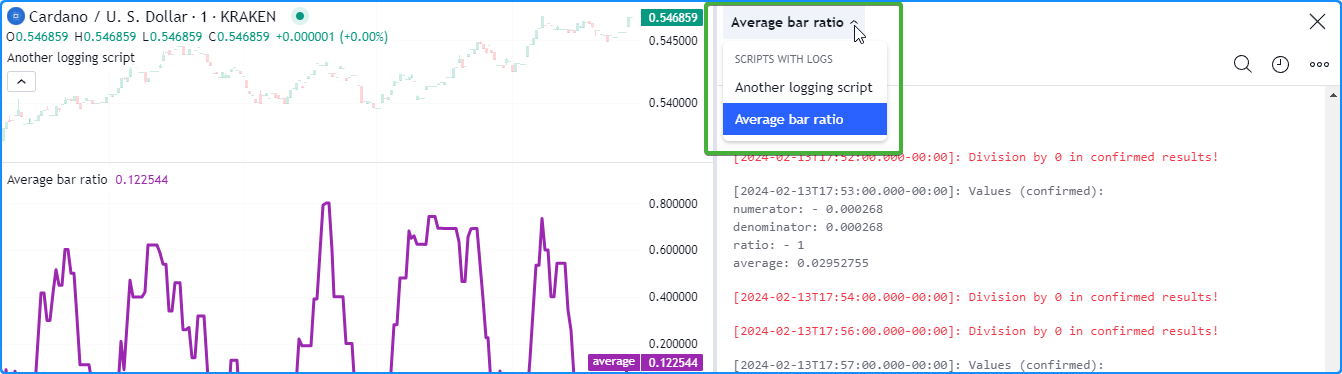 Cardano / U. S. Dollar · 1 · KRAKEN
O0.546859 H0.546859 L0.546859 C0.546859 +0.000001 (+0.00%)
Another logging script
0.546859
0.545000
0.540000
Average bar ratio 0.122544
0.800000
0.600000
0.400000
0.200000
average 0.122544
Average bar ratio
SCRIPTS WITH LOGS
Another logging script
Average bar ratio
[2024-02-13T17:52:00.000-00:00]: Division by 0 in confirmed results!
[2024-02-13T17:53:00.000-00:00]: Values (confirmed):
numerator: - 0.000268
denominator: 0.000268
ratio: - 1
average: 0.02952755
[2024-02-13T17:54:00.000-00:00]: Division by 0 in confirmed results!
[2024-02-13T17:56:00.000-00:00]: Division by 0 in confirmed results!
[2024-02-13T17:57:00.000-00:00]: Values (confirmed):